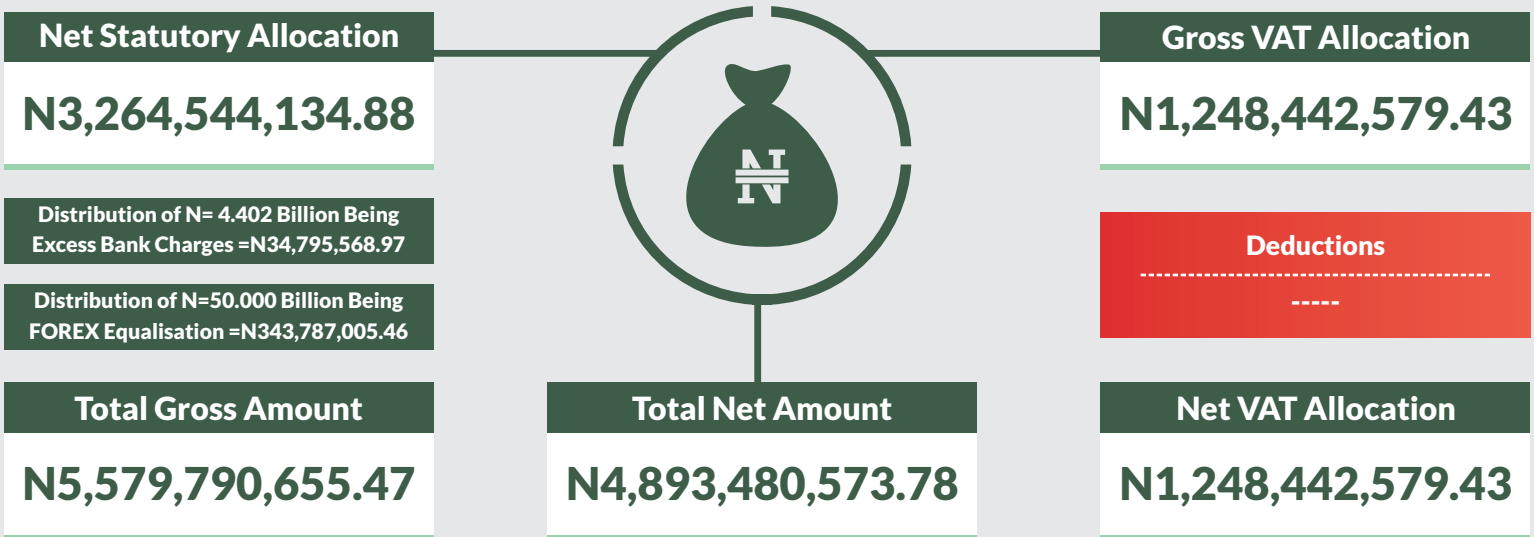 Net Statutory Allocation
N3,264,544,134.88
Gross VAT Allocation
N1,248,442,579.43
₦
Distribution of N= 4.402 Billion Being
Excess Bank Charges =N34,795,568.97
Distribution of N=50.000 Billion Being
FOREX Equalisation =N343,787,005.46
Deductions
--------------------------------------------
-----
Total Gross Amount
N5,579,790,655.47
Total Net Amount
N4,893,480,573.78
Net VAT Allocation
N1,248,442,579.43